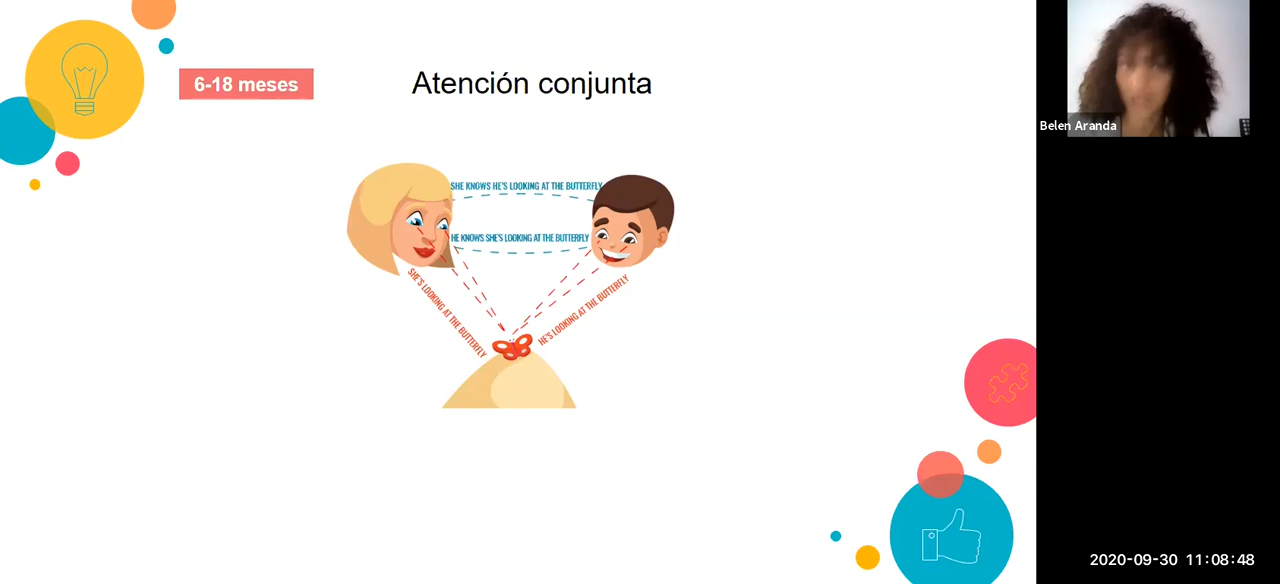 6-18 meses
Atención conjunta
Belen Aranda
SHE KNOWS HE'S LOOKING AT THE BUTTERFLY
HE KNOWS SHE'S LOOKING AT THE BUTTERFLY
SHE'S LOOKING AT THE BUTTERFLY
HE'S LOOKING AT THE BUTTERFLY
2020-09-30 11:08:48